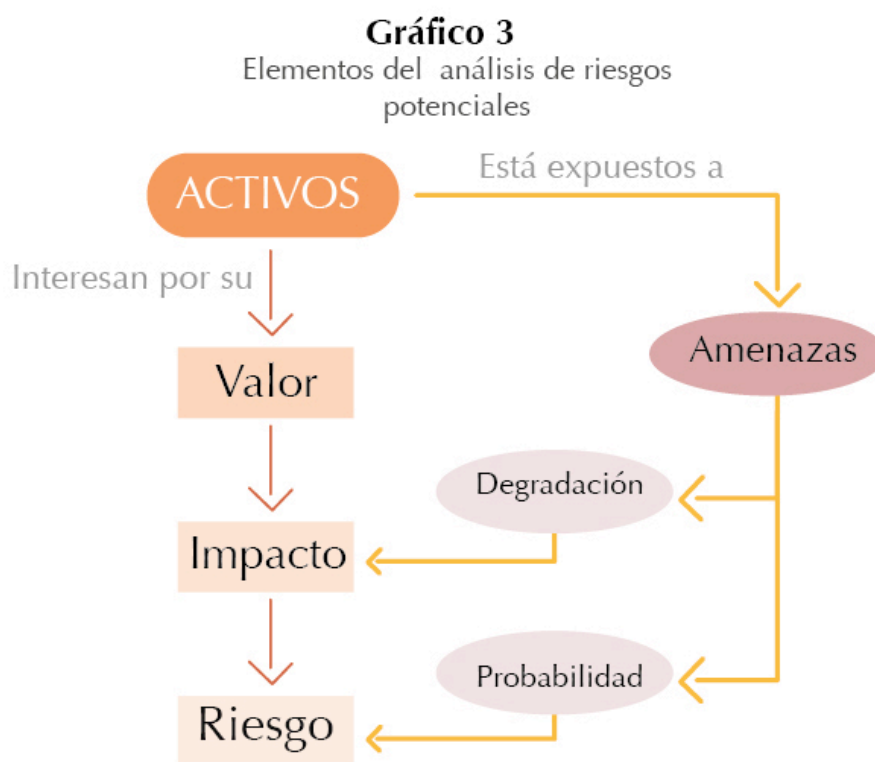 Gráfico 3
Elementos del análisis de riesgos
potenciales
ACTIVOS
Está expuestos a
Interesan por su
Amenazas
Valor
Degradación
Impacto
Probabilidad
Riesgo